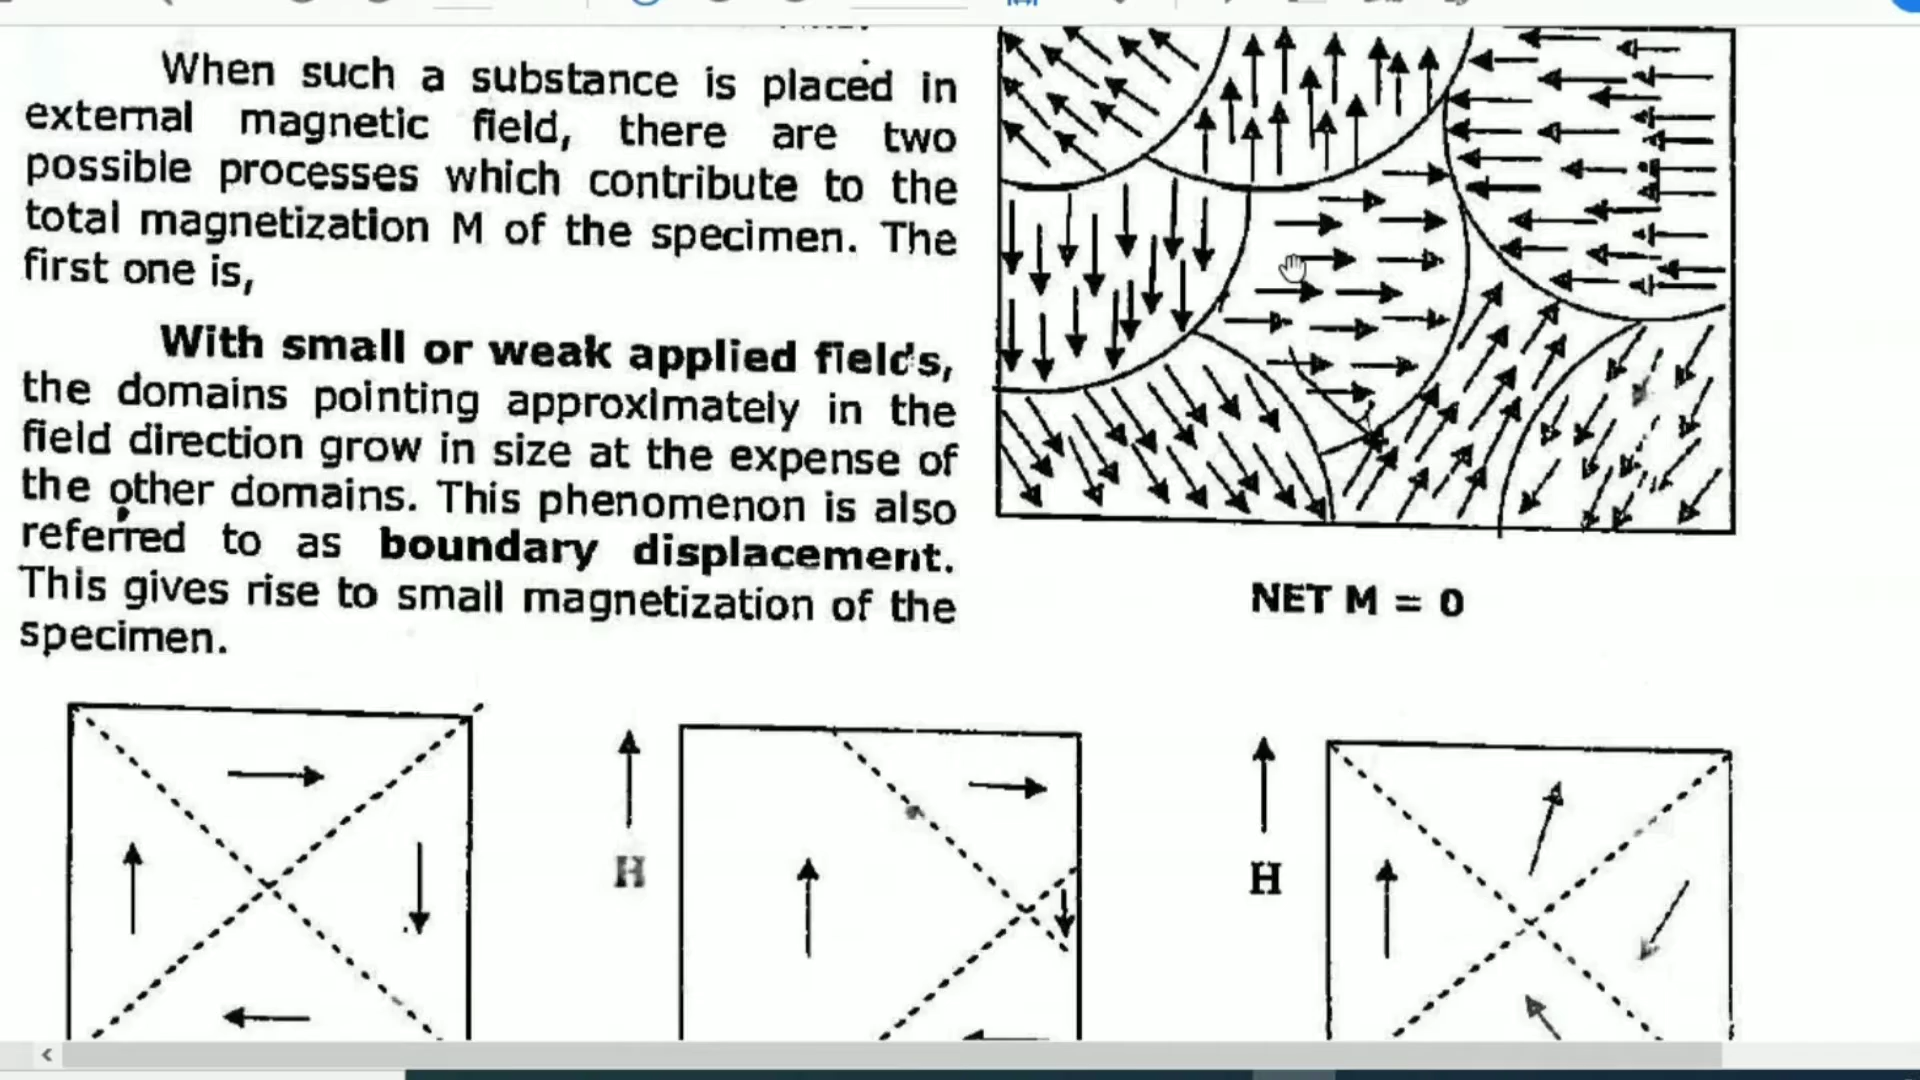 When such a substance is placed in
external magnetic field, there are two
possible processes which contribute to the
total magnetization M of the specimen. The
first one is,
With small or weak applied fields,
the domains pointing approximately in the
field direction grow in size at the expense of
the other domains. This phenomenon is also
referred to as boundary displacement.
This gives rise to small magnetization of the
specimen.
NET M = 0
H
H